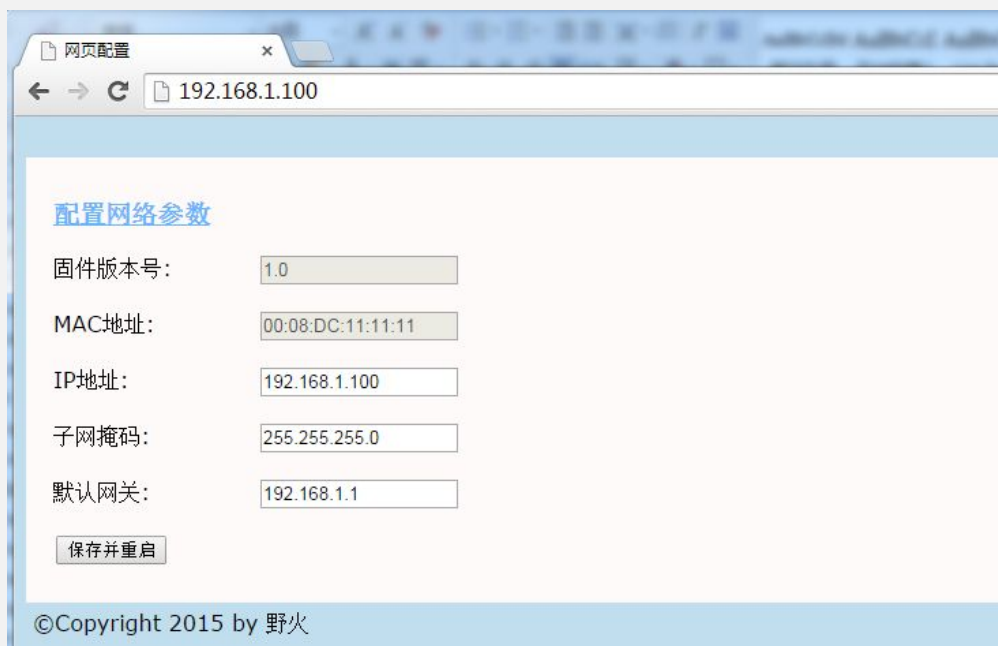 网页配置
192.168.1.100
配置网络参数
固件版本号: 1.0
MAC地址: 00:08:DC:11:11:11
IP地址: 192.168.1.100
子网掩码: 255.255.255.0
默认网关: 192.168.1.1
保存并重启
©Copyright 2015 by 野火